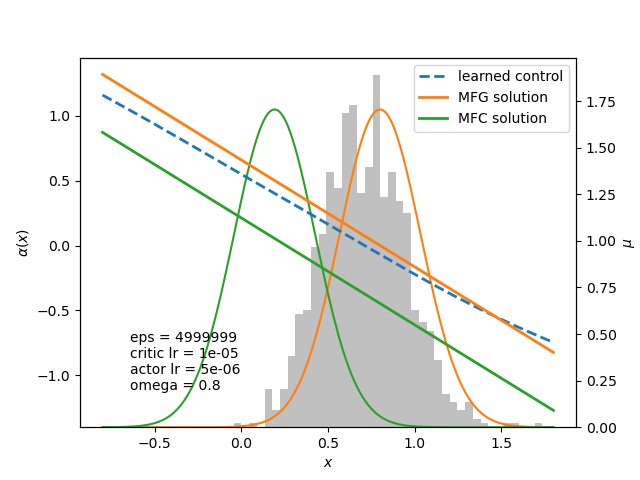 learned control
MFG solution
MFC solution
1.0
0.5
0.0
−0.5
−1.0
α(x)
1.75
1.50
1.25
1.00
0.75
0.50
0.25
0.00
μ
eps = 4999999
critic lr = 1e-05
actor lr = 5e-06
omega = 0.8
−0.5
0.0
0.5
1.0
1.5
x